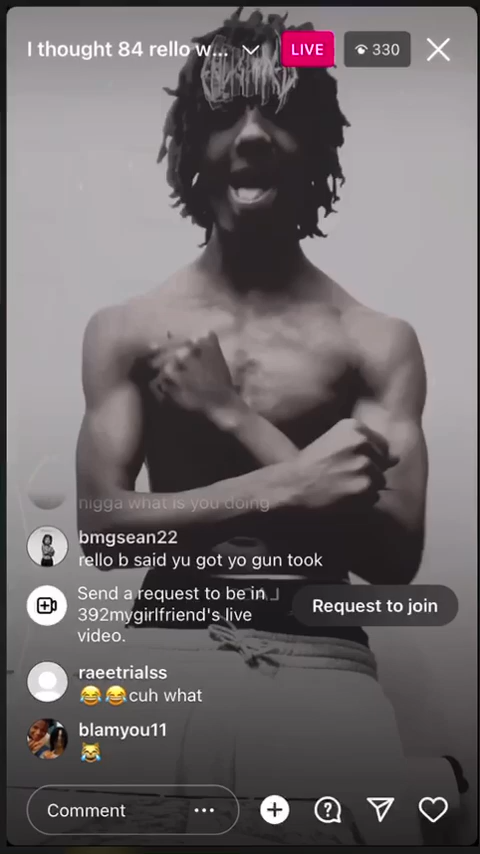 I thought 84 rello w...
LIVE
330
nigga what is you doing
bmgsean22
rello b said yu got yo gun took
Send a request to be in
392mygirlfriend's live
video.
Request to join
raeetrialss
😂😂cuh what
blamyou11
😹
Comment